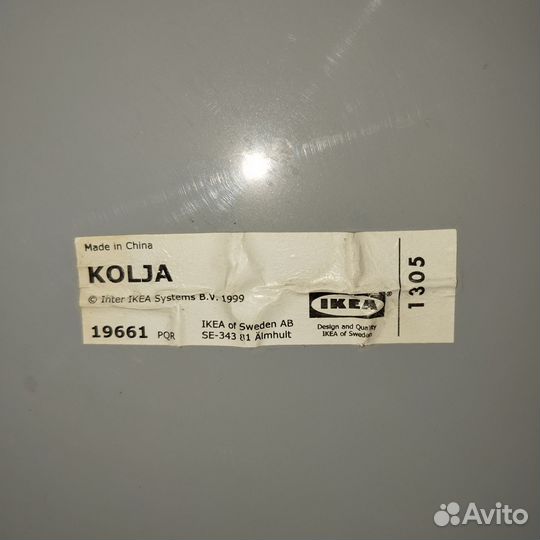 Made in China
KOLJA
© Inter IKEA Systems B.V. 1999
19661 PQR
IKEA of Sweden AB
SE-343 81 Älmhult
IKEA ®
Design and Quality
IKEA of Sweden
1305
Avito